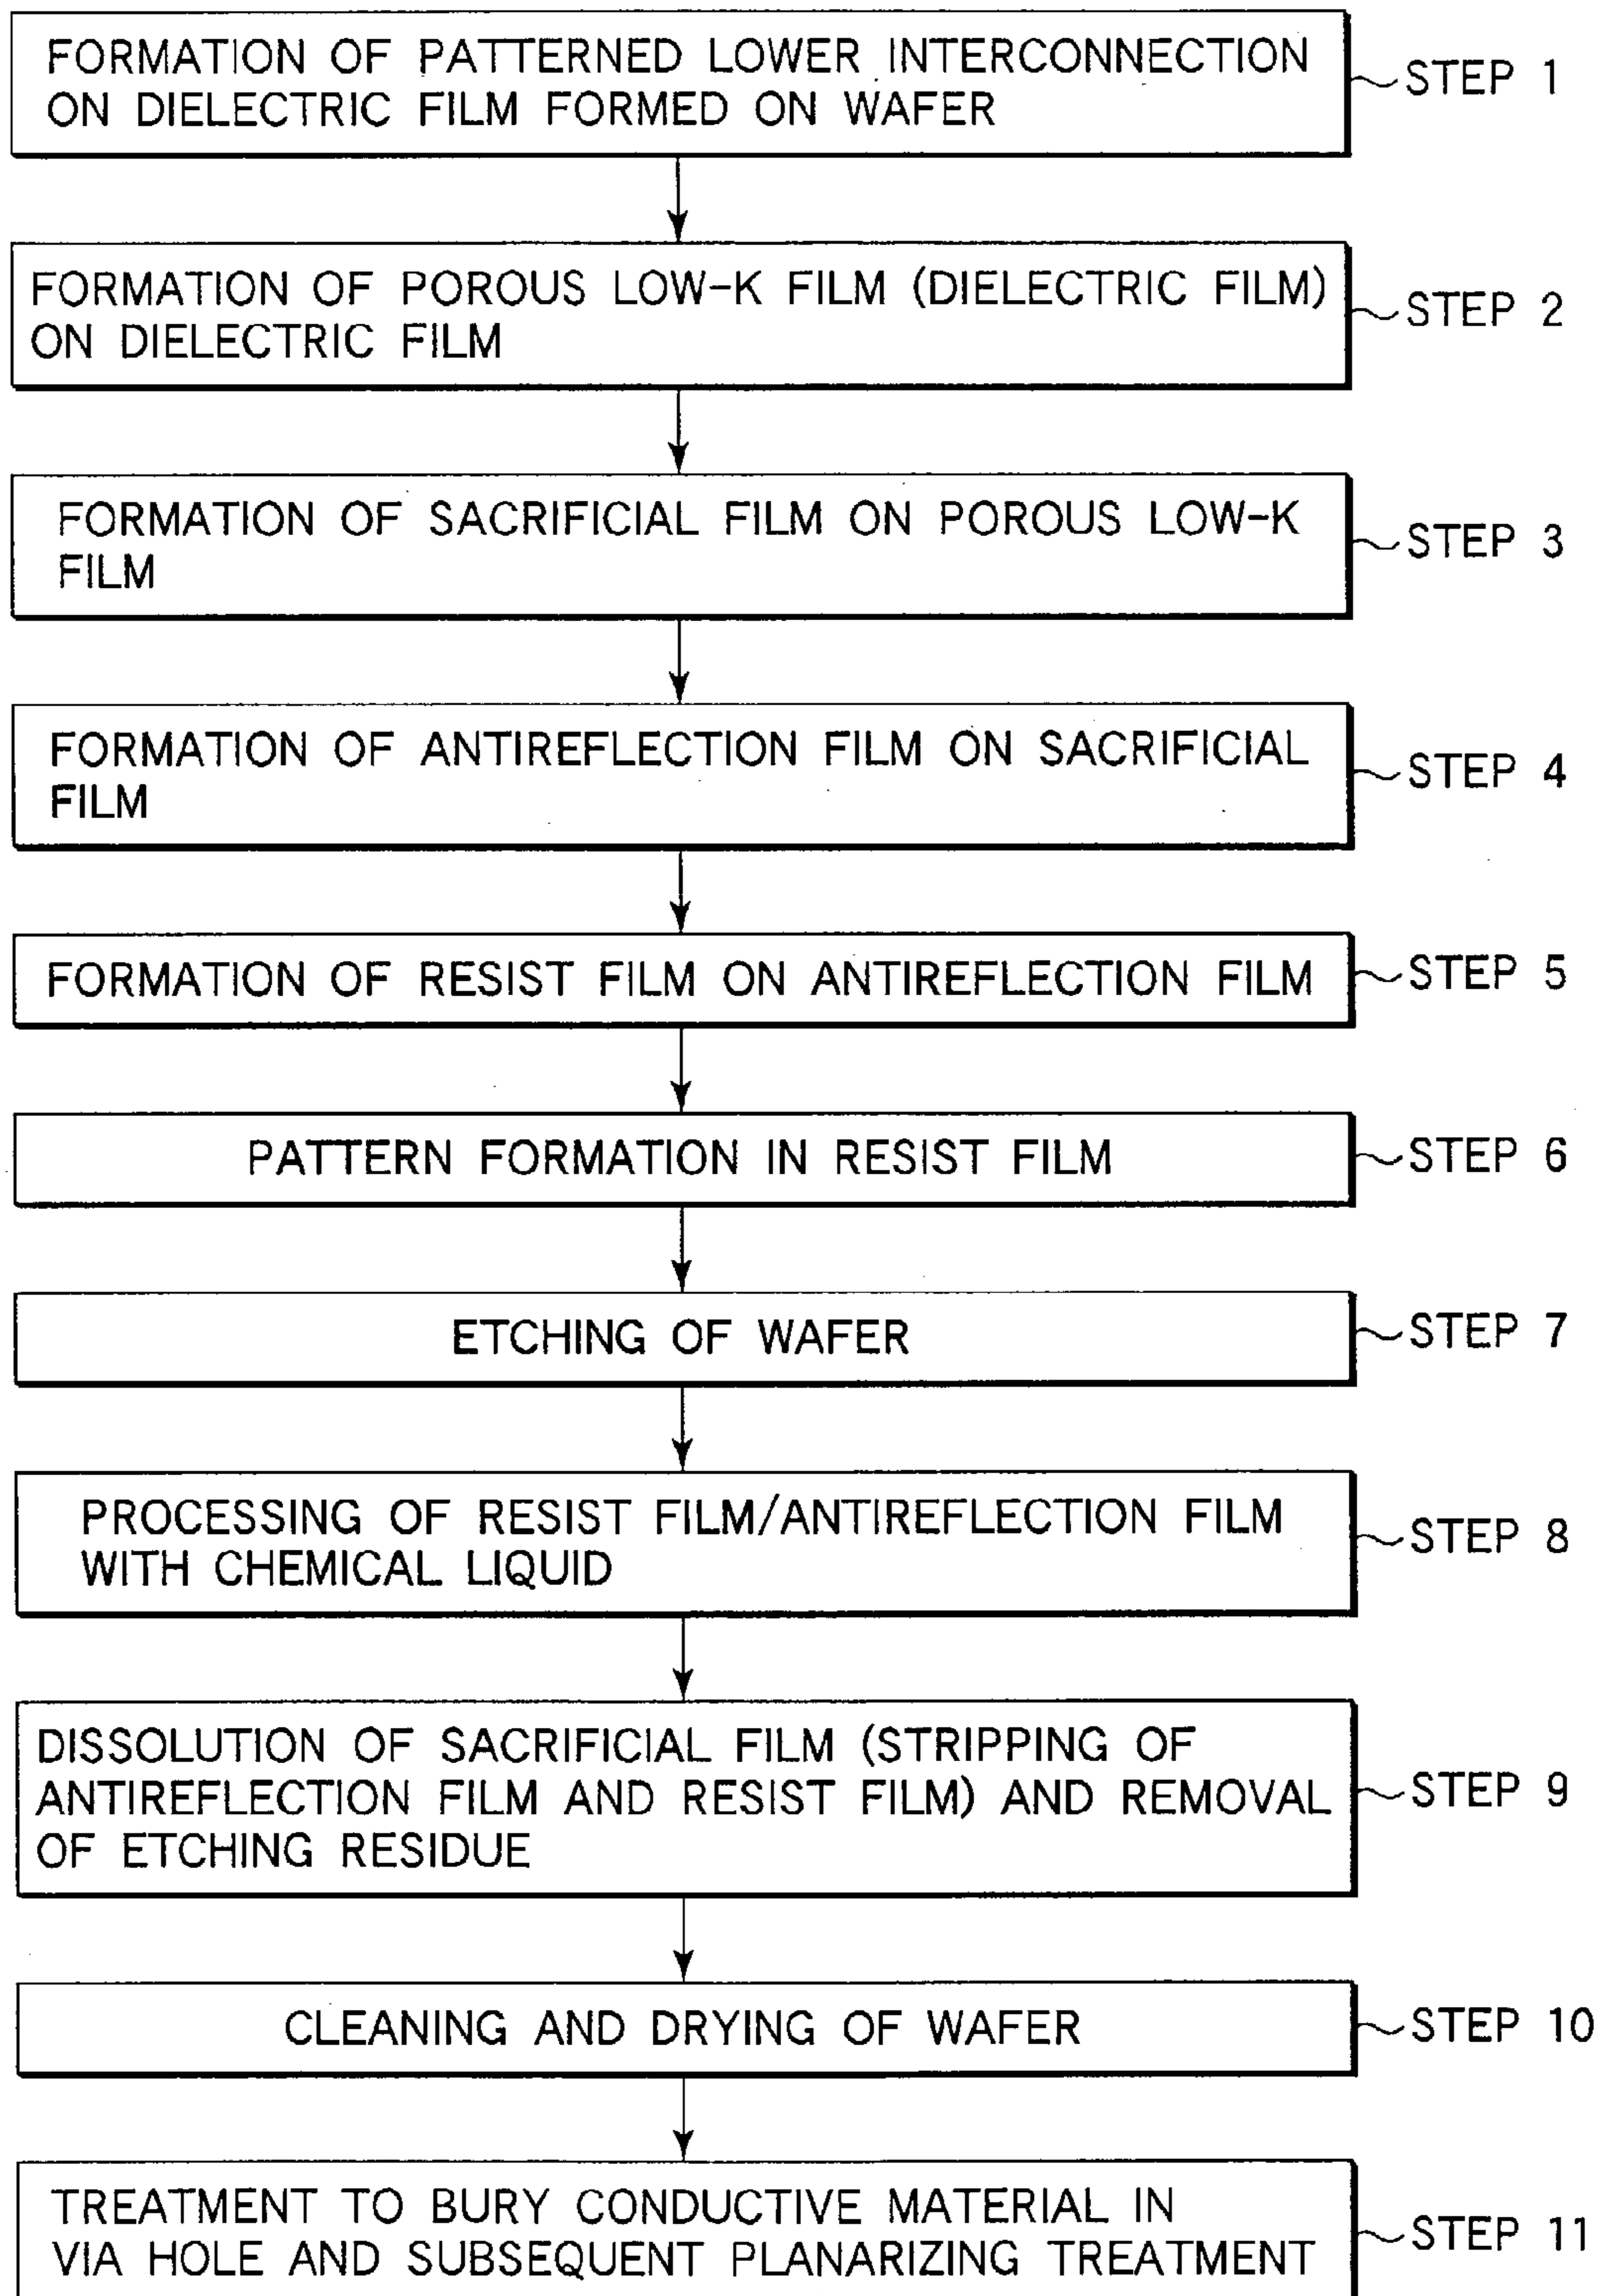 FORMATION OF PATTERNED LOWER INTERCONNECTION
ON DIELECTRIC FILM FORMED ON WAFER
STEP 1
FORMATION OF POROUS LOW-K FILM (DIELECTRIC FILM)
ON DIELECTRIC FILM
STEP 2
FORMATION OF SACRIFICIAL FILM ON POROUS LOW-K
FILM
STEP 3
FORMATION OF ANTIREFLECTION FILM ON SACRIFICIAL
FILM
STEP 4
FORMATION OF RESIST FILM ON ANTIREFLECTION FILM
STEP 5
PATTERN FORMATION IN RESIST FILM
STEP 6
ETCHING OF WAFER
STEP 7
PROCESSING OF RESIST FILM/ANTIREFLECTION FILM
WITH CHEMICAL LIQUID
STEP 8
DISSOLUTION OF SACRIFICIAL FILM (STRIPPING OF
ANTIREFLECTION FILM AND RESIST FILM) AND REMOVAL
OF ETCHING RESIDUE
STEP 9
CLEANING AND DRYING OF WAFER
STEP 10
TREATMENT TO BURY CONDUCTIVE MATERIAL IN
VIA HOLE AND SUBSEQUENT PLANARIZING TREATMENT
STEP 11